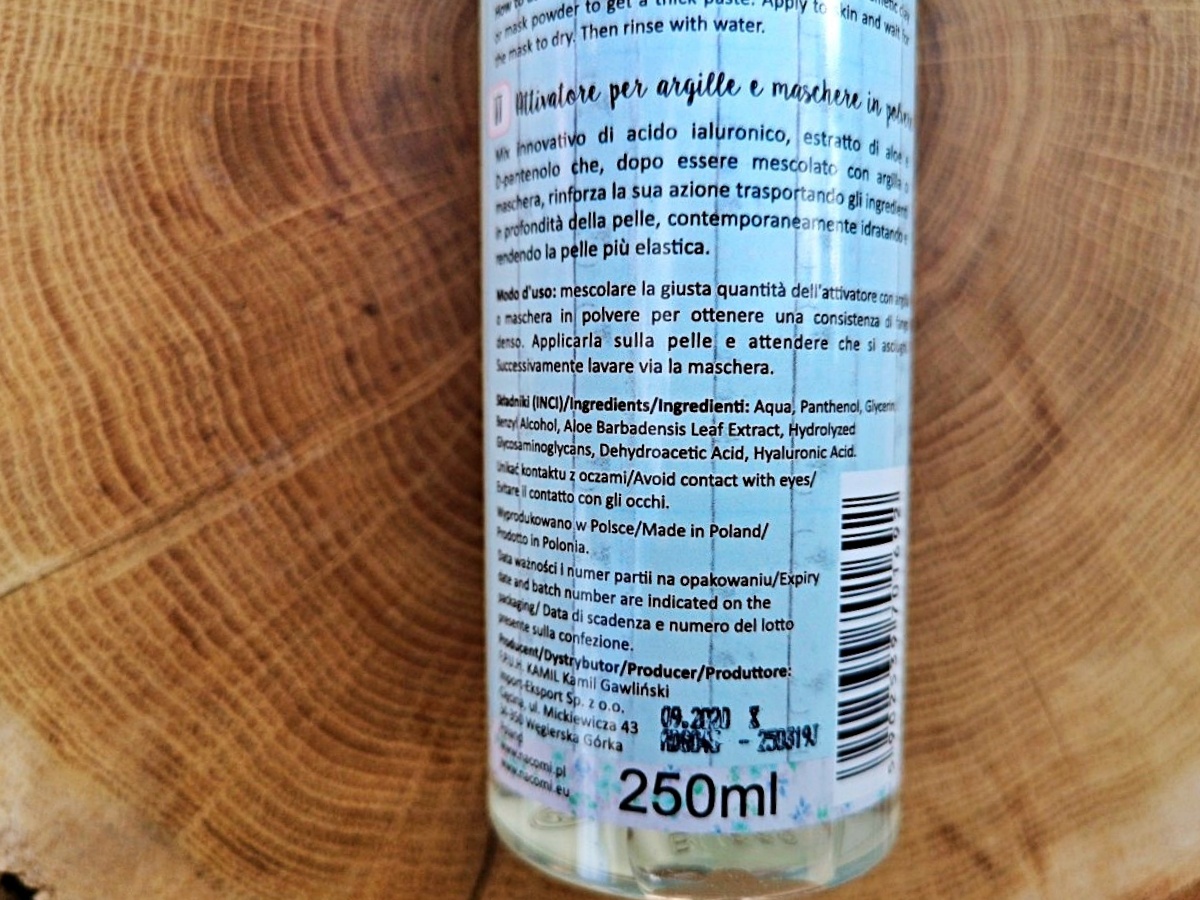 or mask powder to get a thick paste. Apply to skin and wait for
the mask to dry. Then rinse with water.
Attivatore per argille e maschere in
Mix innovativo di acido ialuronico, estratto di aloe e
D-pantenolo che, dopo essere mescolato con argilla o
maschera, rinforza la sua azione trasportando gli ingredienti
in profondità della pelle, contemporaneamente idratando e
rendendo la pelle più elastica.
Modo d'uso: mescolare la giusta quantità dell'attivatore con
o maschera in polvere per ottenere una consistenza di
denso. Applicarla sulla pelle e attendere che si
Successivamente lavare via la maschera.
Składniki (INCI)/Ingredients/Ingredienti: Aqua, Panthenol, Glycerin,
Benzyl Alcohol, Aloe Barbadensis Leaf Extract, Hydrolyzed
Glycosaminoglycans, Dehydroacetic Acid, Hyaluronic Acid.
Unikać kontaktu z oczami/Avoid contact with eyes/
Evitare il contatto con gli occhi.
Wyprodukowano w Polsce/Made in Poland/
Prodotto in Polonia.
Data ważności i numer partii na opakowaniu/Expiry
date and batch number are indicated on the
packaging/ Data di scadenza e numero del lotto
presente sulla confezione.
Producent/Dystrybutor/Producer/Produttore:
F.P.U.H. KAMIL Kamil Gawliński
Import-Eksport Sp. z o.o.
Cięcina, ul. Mickiewicza 43
34-350 Węgierska Górka
Poland
www.nacomi.pl
www.nacomi.eu
09.2020 X
250ml